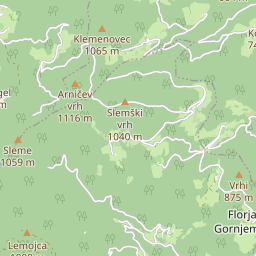 Klemenovec
1065 m
Arničev
vrh
1116 m
Slemški
vrh
1040 m
Sleme
1059 m
Vrhi
875 m
Florja
Gornjem
Lemojca